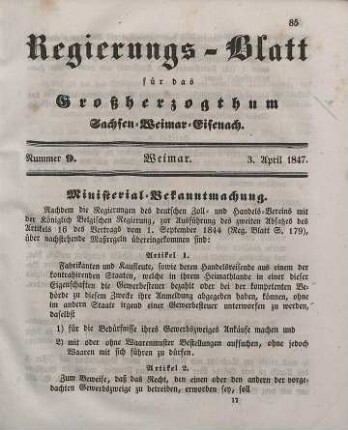 85
Regierungs-Blatt
für das
Großherzogthum
Sachsen-Weimar-Eisenach.
Nummer 9. Weimar. 3. April 1847.
Ministerial-Bekanntmachung.
Nachdem die Regierungen des deutschen Zoll- und Handels-Vereins mit
der Königlich Belgischen Regierung, zur Ausführung des zweiten Absatzes des
Artikels 16 des Vertrags vom 1. September 1844 (Reg. Blatt S. 179), über
über nachstehende Maßregeln übereingekommen sind:
Artikel 1.
Fabrikanten und Kaufleute, sowie deren Handelsreisende aus einem der
kontrahirenden Staaten, welche in ihrem Heimathlande in einer dieser
Eigenschaften die Gewerbesteuer bezahlt oder bei der kompetenten Be-
hörde zu diesem Zwecke ihre Anmeldung abgegeben haben, können, ohne
im andern Staate irgend einer Gewerbesteuer unterworfen zu werden,
daselbst
1) für die Bedürfnisse ihres Gewerbszweiges Ankäufe machen und
2) mit oder ohne Waarenmuster Bestellungen aufsuchen, ohne jedoch
Waaren mit sich führen zu dürfen.
Artikel 2.
Zum Beweise, daß das Recht, den einen oder den andern der vorge-
dachten Gewerbszweige zu betreiben, erworben sey, soll
17